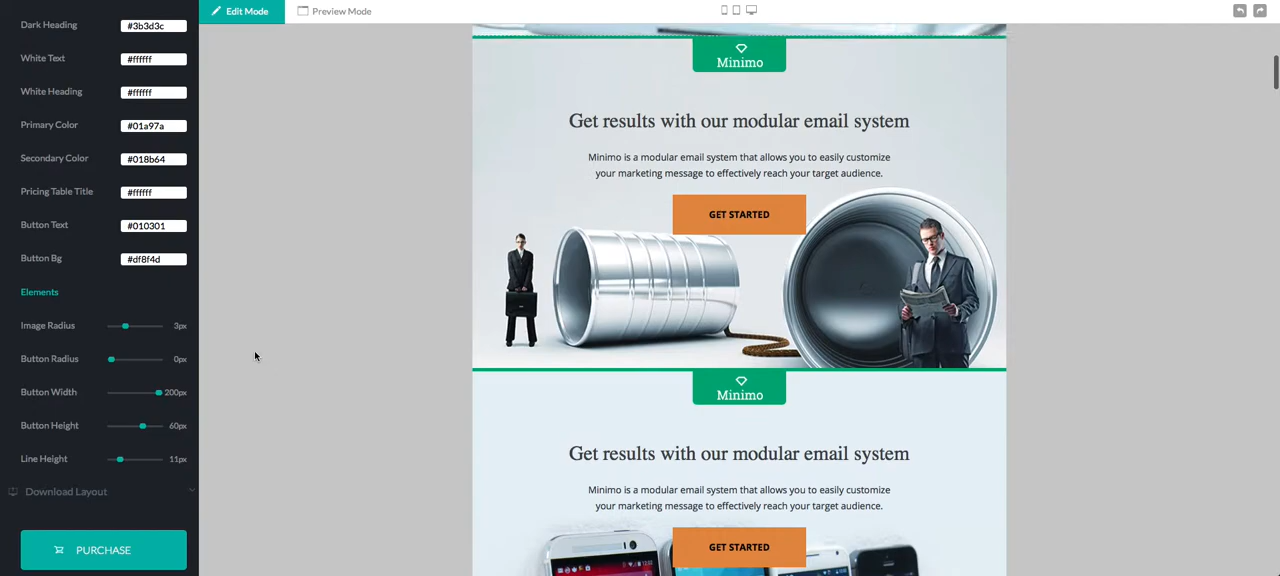 Edit Mode
Preview Mode
Dark Heading #3b3d3c
White Text #ffffff
White Heading #ffffff
Primary Color #01a97a
Secondary Color #018b64
Pricing Table Title #ffffff
Button Text #010301
Button Bg #df8f4d
Elements
Image Radius 3px
Button Radius 0px
Button Width 200px
Button Height 60px
Line Height 11px
Download Layout
PURCHASE
Minimo
Get results with our modular email system
Minimo is a modular email system that allows you to easily customize
your marketing message to effectively reach your target audience.
GET STARTED
Minimo
Get results with our modular email system
Minimo is a modular email system that allows you to easily customize
your marketing message to effectively reach your target audience.
GET STARTED